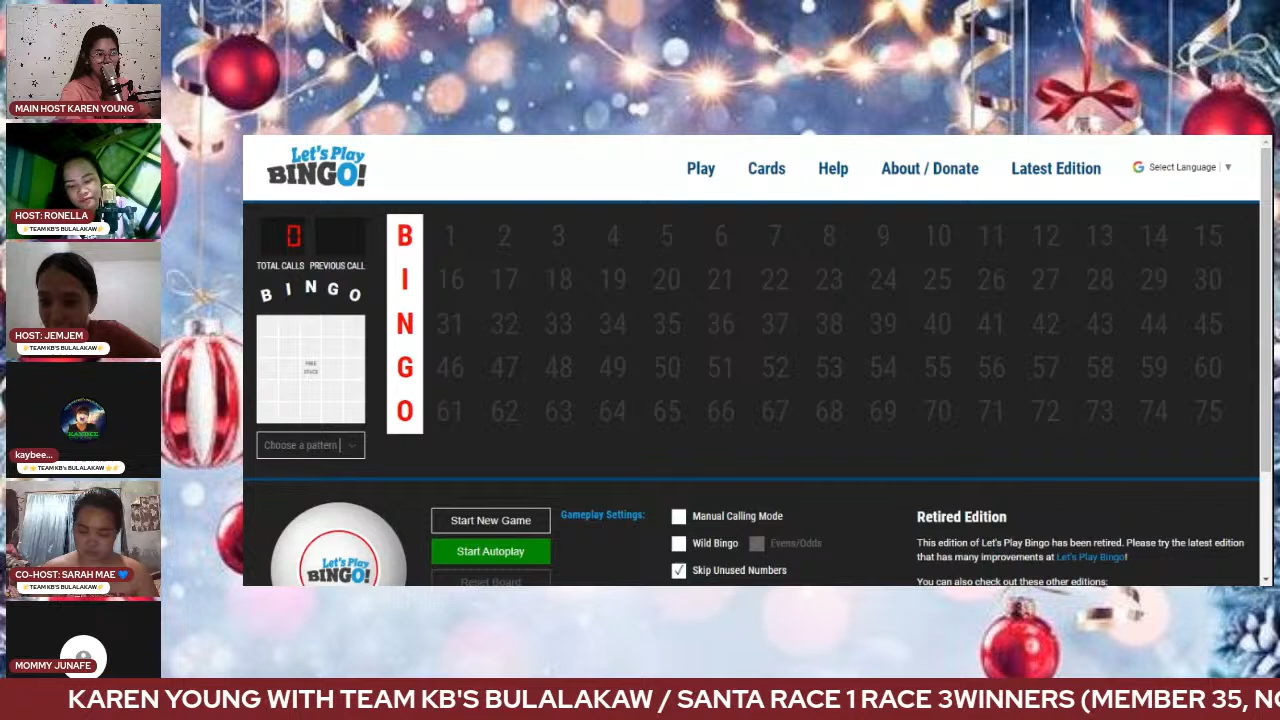 MAIN HOST KAREN YOUNG
HOST: RONELLA
TEAM KB'S BULALAKAW
HOST: JEMJEM
TEAM KB'S BULALAKAW
KAYBEE
kaybee...
TEAM KB's BULALAKAW
CO-HOST: SARAH MAE 💙
TEAM KB'S BULALAKAW
MOMMY JUNAFE
Let's Play
BINGO!
Play
Cards
Help
About / Donate
Latest Edition
G Select Language ▼
0
TOTAL CALLS PREVIOUS CALL
B I N G O
FREE
SPACE
Choose a pattern
B 1 2 3 4 5 6 7 8 9 10 11 12 13 14 15
I 16 17 18 19 20 21 22 23 24 25 26 27 28 29 30
N 31 32 33 34 35 36 37 38 39 40 41 42 43 44 45
G 46 47 48 49 50 51 52 53 54 55 56 57 58 59 60
O 61 62 63 64 65 66 67 68 69 70 71 72 73 74 75
Let's Play
BINGO!
Start New Game
Start Autoplay
Reset Board
Gameplay Settings:
Manual Calling Mode
Wild Bingo Evens/Odds
Skip Unused Numbers
Retired Edition
This edition of Let's Play Bingo has been retired. Please try the latest edition
that has many improvements at Let's Play Bingo!
You can also check out these other editions:
KAREN YOUNG WITH TEAM KB'S BULALAKAW / SANTA RACE 1 RACE 3WINNERS (MEMBER 35, NO